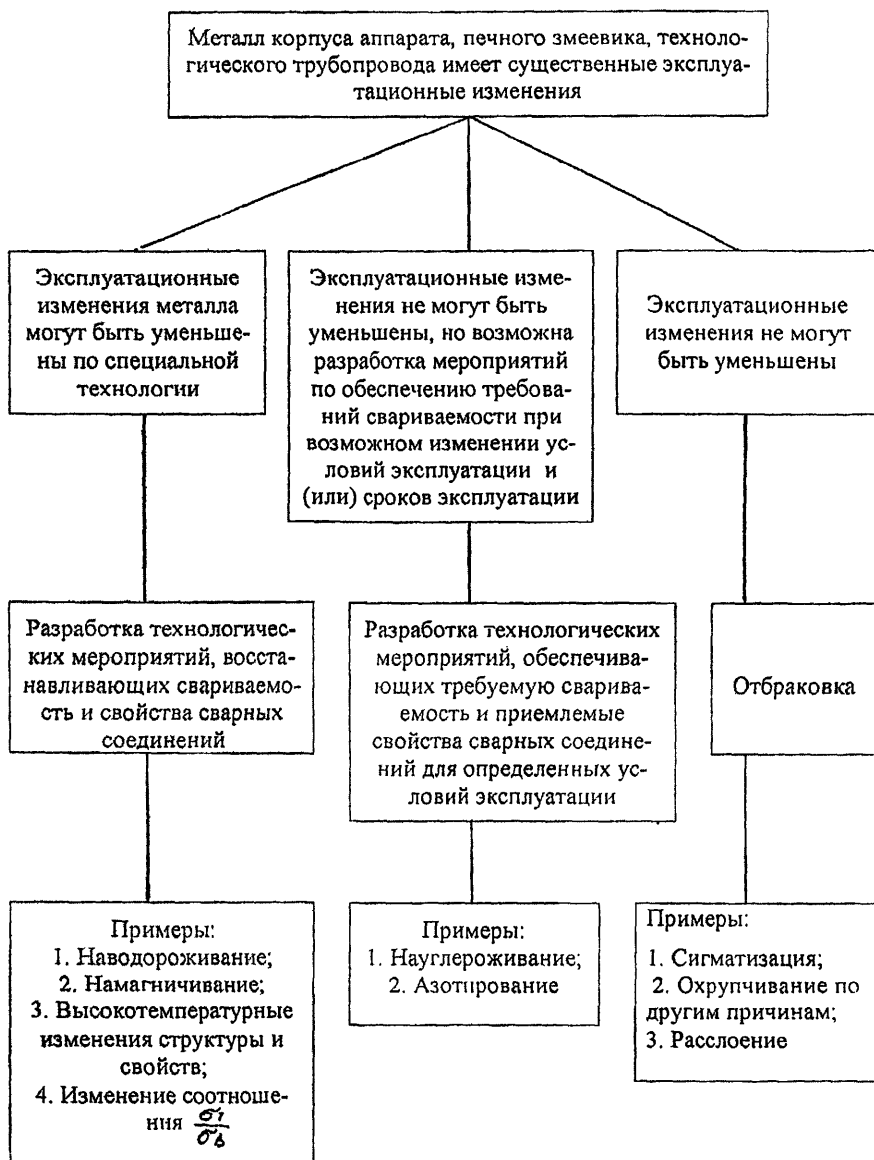 Металл корпуса аппарата, печного змеевика, техноло-
гического трубопровода имеет существенные эксплуа-
тационные изменения
Эксплуатационные
изменения металла
могут быть уменьше-
ны по специальной
технологии
Эксплуатационные изме-
нения не могут быть
уменьшены, но возможна
разработка мероприятий
по обеспечению требова-
ний свариваемости при
возможном изменении ус-
ловий эксплуатации и
(или) сроков эксплуатации
Эксплуатационные
изменения не могут
быть уменьшены
Разработка технологичес-
ких мероприятий, восста-
навливающих свариваемо-
сть и свойства сварных
соединений
Разработка технологических
мероприятий, обеспечива-
ющих требуемую сварива-
емость и приемлемые
свойства сварных соедине-
ний для определенных ус-
ловий эксплуатации
Отбраковка
Примеры:
1. Наводороживание;
2. Намагничивание;
3. Высокотемпературные
изменения структуры и
свойств;
4. Изменение соотноше-
ния σт/σb
Примеры:
1. Науглероживание;
2. Азотирование
Примеры:
1. Сигматизация;
2. Охрупчивание по
другим причинам;
3. Расслоение